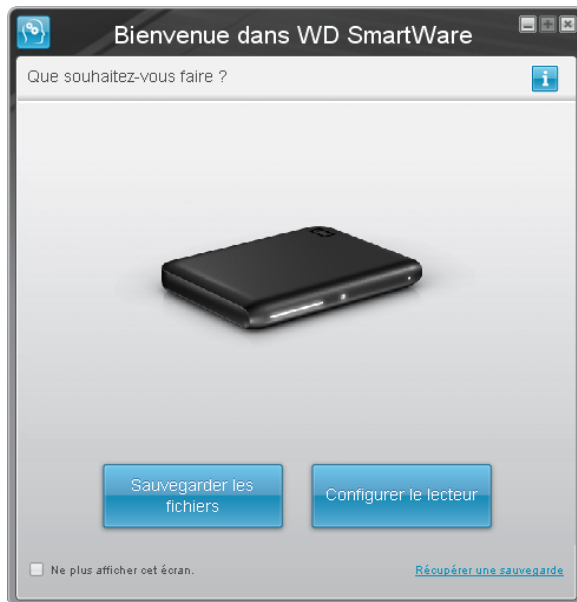 Bienvenue dans WD SmartWare
Que souhaitez-vous faire ?
Sauvegarder les
fichiers
Configurer le lecteur
Ne plus afficher cet écran.
Récupérer une sauvegarde